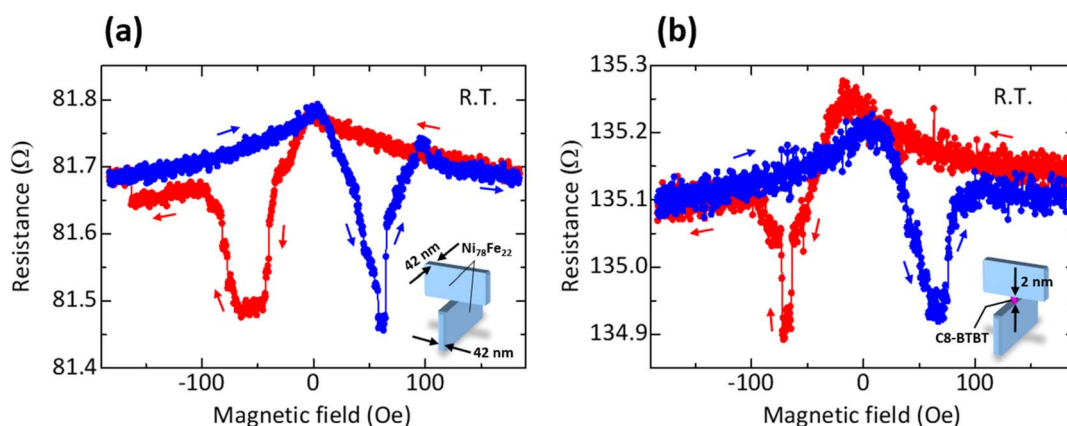 (a)
R.T.
81.8
81.7
81.6
81.5
81.4
Resistance (Ω)
-100
0
100
Magnetic field (Oe)
42 nm
Ni78Fe22
42 nm
(b)
R.T.
135.3
135.2
135.1
135.0
134.9
Resistance (Ω)
-100
0
100
Magnetic field (Oe)
2 nm
C8-BTBT